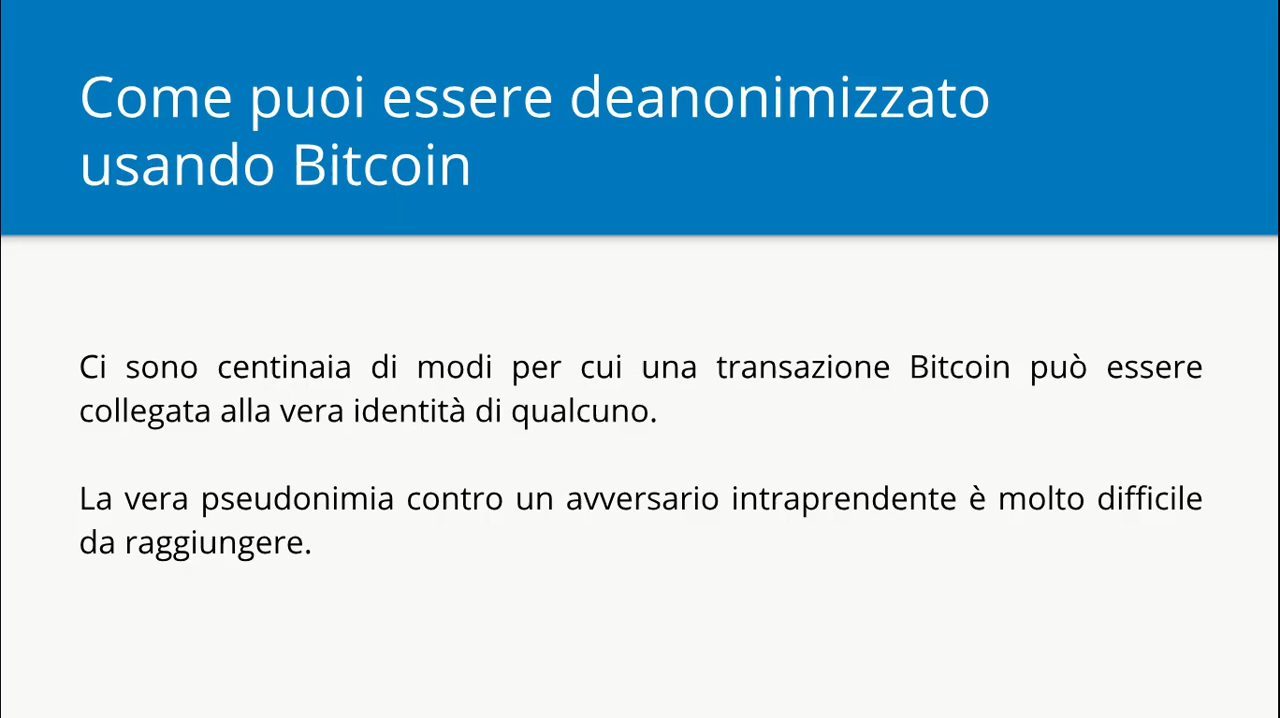 Come puoi essere deanonimizzato
usando Bitcoin
Ci sono centinaia di modi per cui una transazione Bitcoin può essere
collegata alla vera identità di qualcuno.
La vera pseudonimia contro un avversario intraprendente è molto difficile
da raggiungere.